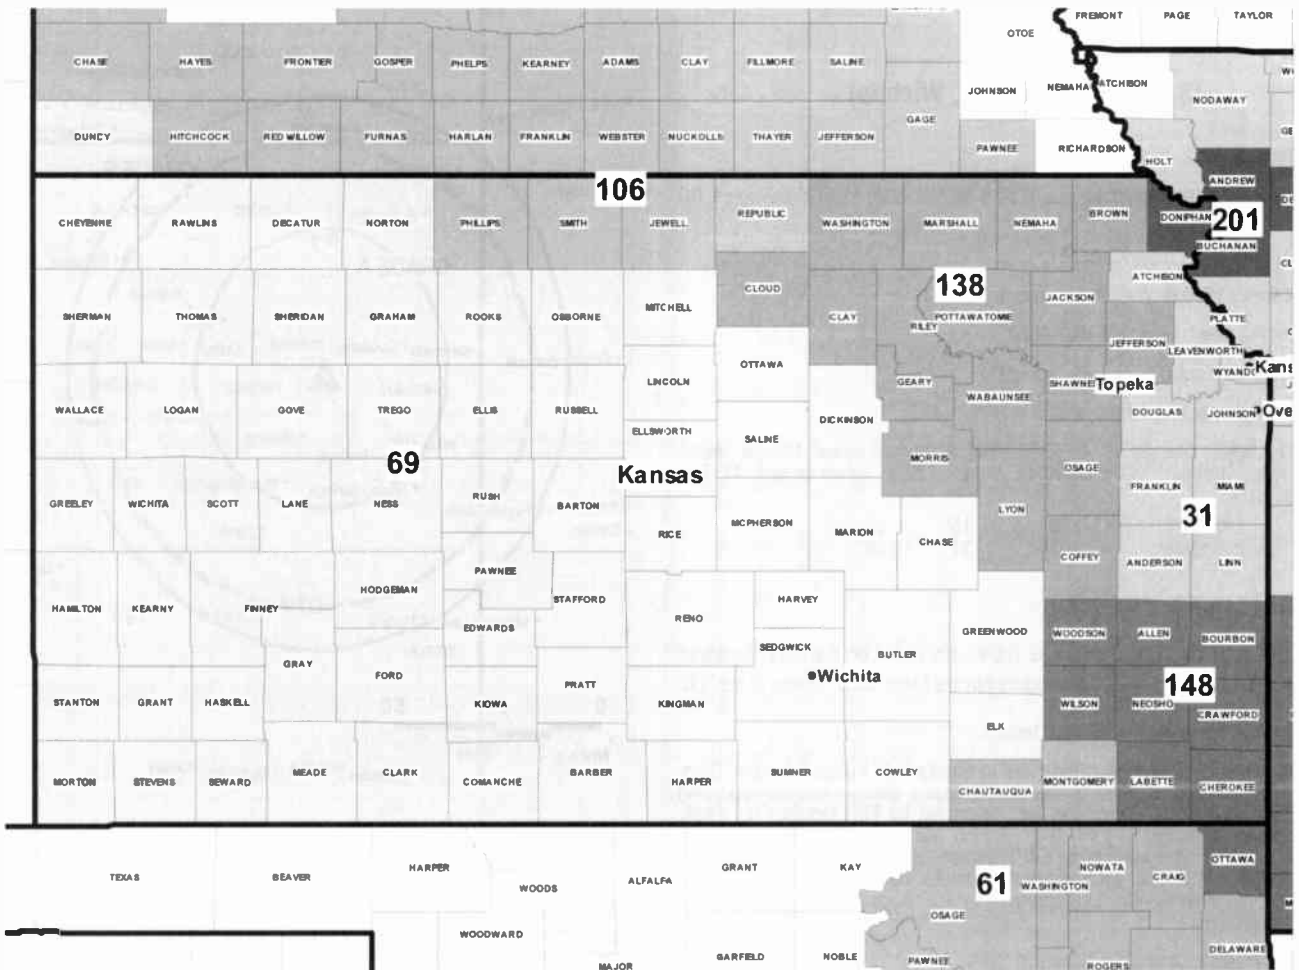 FREMONT PAGE TAYLOR
OTOE
CHASE HAYES FRONTIER GOSPER PHELPS KEARNEY ADAMS CLAY FILLMORE SALINE
JOHNSON NEMAHA ATCHISON NODAWAY
GAGE
DUNDY HITCHCOCK RED WILLOW FURNAS HARLAN FRANKLIN WEBSTER NUCKOLLS THAYER JEFFERSON
PAWNEE RICHARDSON HOLT
ANDREW
106
CHEYENNE RAWLINS DECATUR NORTON PHILLIPS SMITH JEWELL REPUBLIC WASHINGTON MARSHALL NEMAHA BROWN DONIPHAN 201
BUCHANAN
ATCHISON
CLOUD 138 JACKSON
SHERMAN THOMAS SHERIDAN GRAHAM ROOKS OSBORNE MITCHELL CLAY RILEY POTTAWATOMIE PLATTE
JEFFERSON LEAVENWORTH
OTTAWA WYANDO Kans
LINCOLN GEARY SHAWNEE Topeka
WABAUNSEE
WALLACE LOGAN GOVE TREGO ELLIS RUSSELL DICKINSON DOUGLAS JOHNSON Ove
ELLSWORTH SALINE
69 MORRIS OSAGE
Kansas
FRANKLIN MIAMI
GREELEY WICHITA SCOTT LANE NESS RUSH BARTON LYON 31
RICE MCPHERSON MARION CHASE
COFFEY ANDERSON LINN
PAWNEE
HODGEMAN STAFFORD HARVEY
HAMILTON KEARNY FINNEY RENO
EDWARDS GREENWOOD WOODSON ALLEN BOURBON
SEDGWICK BUTLER
GRAY FORD Wichita
PRATT 148
STANTON GRANT HASKELL KIOWA KINGMAN WILSON NEOSHO
CRAWFORD
ELK
MORTON STEVENS SEWARD MEADE CLARK COMANCHE BARBER HARPER SUMNER COWLEY CHAUTAUQUA MONTGOMERY LABETTE CHEROKEE
OTTAWA
TEXAS BEAVER HARPER WOODS ALFALFA GRANT KAY NOWATA CRAIG
61 WASHINGTON
OSAGE
WOODWARD MAJOR GARFIELD NOBLE PAWNEE ROGERS DELAWARE